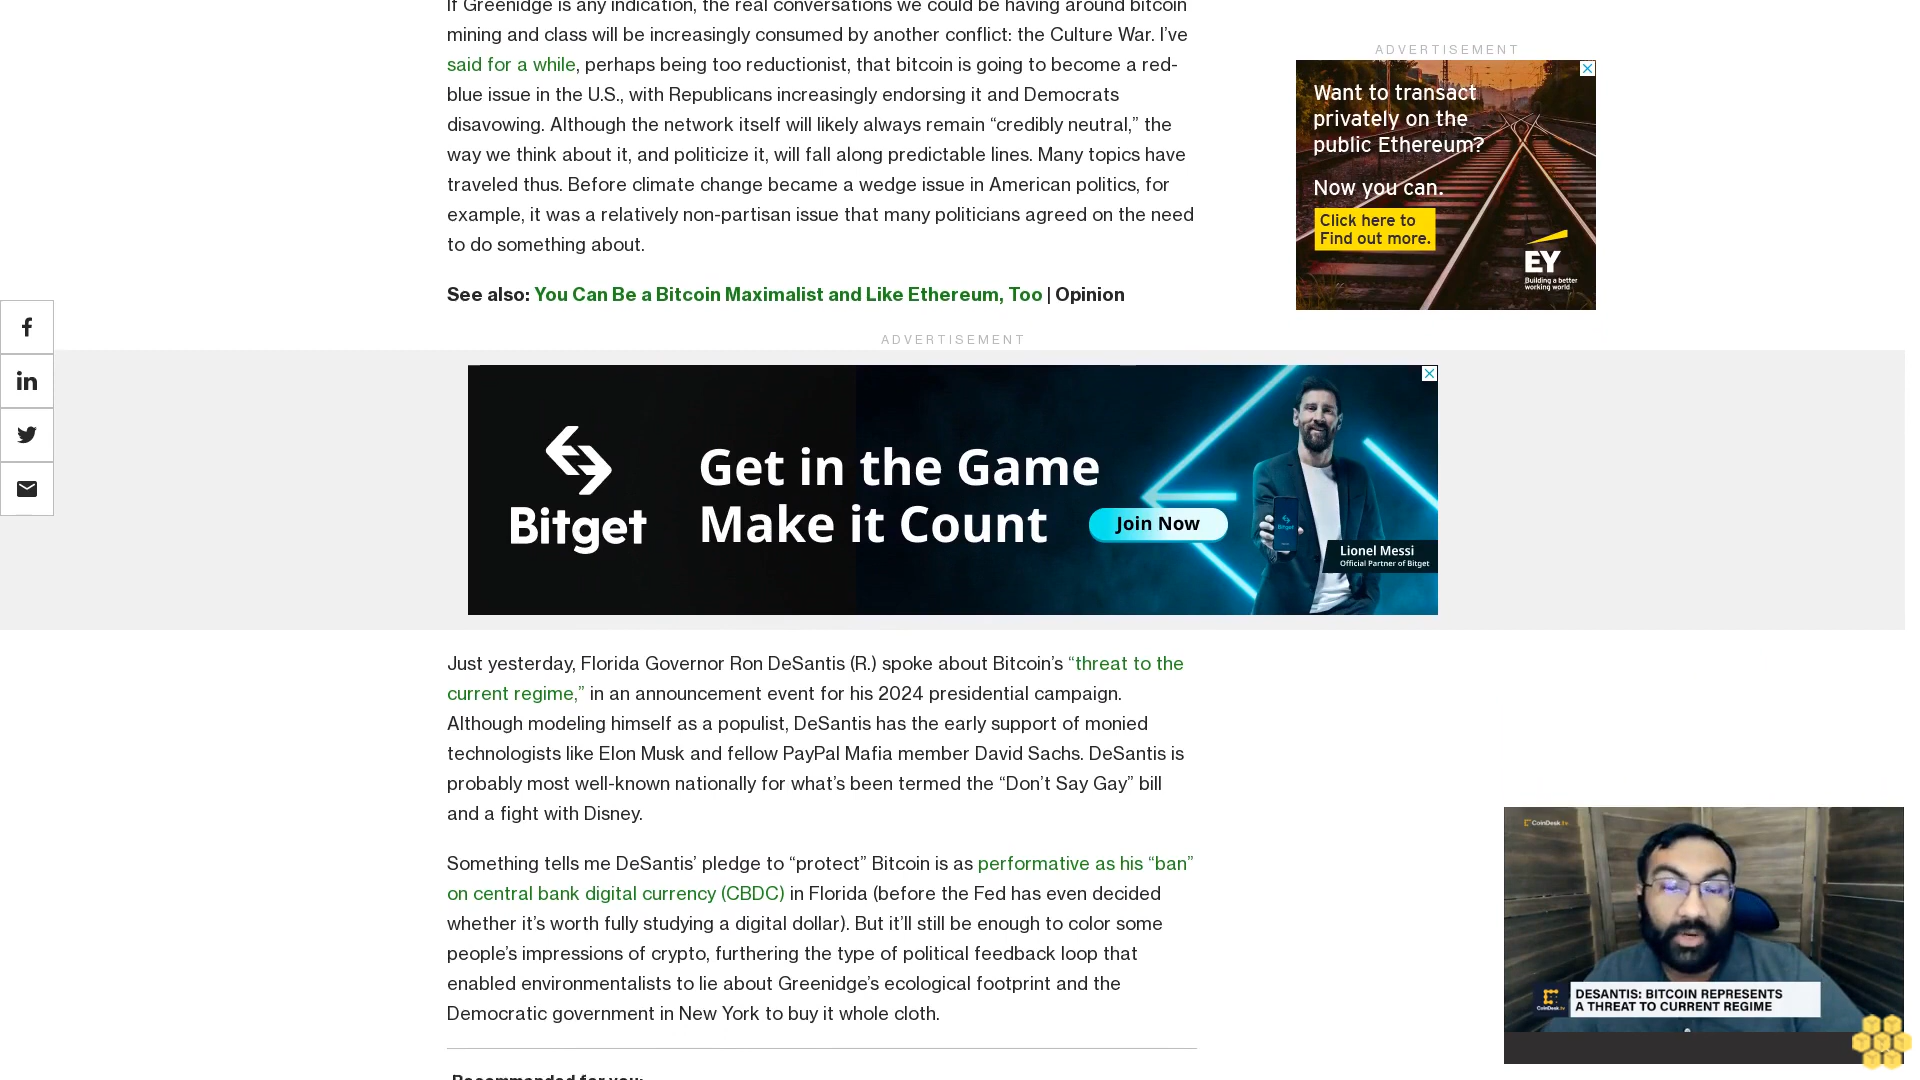 If Greenidge is any indication, the real conversations we could be having around bitcoin
mining and class will be increasingly consumed by another conflict: the Culture War. I’ve
said for a while, perhaps being too reductionist, that bitcoin is going to become a red-
blue issue in the U.S., with Republicans increasingly endorsing it and Democrats
disavowing. Although the network itself will likely always remain “credibly neutral,” the
way we think about it, and politicize it, will fall along predictable lines. Many topics have
traveled thus. Before climate change became a wedge issue in American politics, for
example, it was a relatively non-partisan issue that many politicians agreed on the need
to do something about.
See also: You Can Be a Bitcoin Maximalist and Like Ethereum, Too | Opinion
ADVERTISEMENT
Want to transact
privately on the
public Ethereum?
Now you can.
Click here to
Find out more.
EY
Building a better
working world
ADVERTISEMENT
Bitget
Get in the Game
Make it Count
Join Now
Bitget
Lionel Messi
Official Partner of Bitget
Just yesterday, Florida Governor Ron DeSantis (R.) spoke about Bitcoin’s “threat to the
current regime,” in an announcement event for his 2024 presidential campaign.
Although modeling himself as a populist, DeSantis has the early support of monied
technologists like Elon Musk and fellow PayPal Mafia member David Sachs. DeSantis is
probably most well-known nationally for what’s been termed the “Don’t Say Gay” bill
and a fight with Disney.
Something tells me DeSantis’ pledge to “protect” Bitcoin is as performative as his “ban”
on central bank digital currency (CBDC) in Florida (before the Fed has even decided
whether it’s worth fully studying a digital dollar). But it’ll still be enough to color some
people’s impressions of crypto, furthering the type of political feedback loop that
enabled environmentalists to lie about Greenidge’s ecological footprint and the
Democratic government in New York to buy it whole cloth.
Recommended for you:
CoinDesk.tv
CoinDesk.tv
DESANTIS: BITCOIN REPRESENTS
A THREAT TO CURRENT REGIME